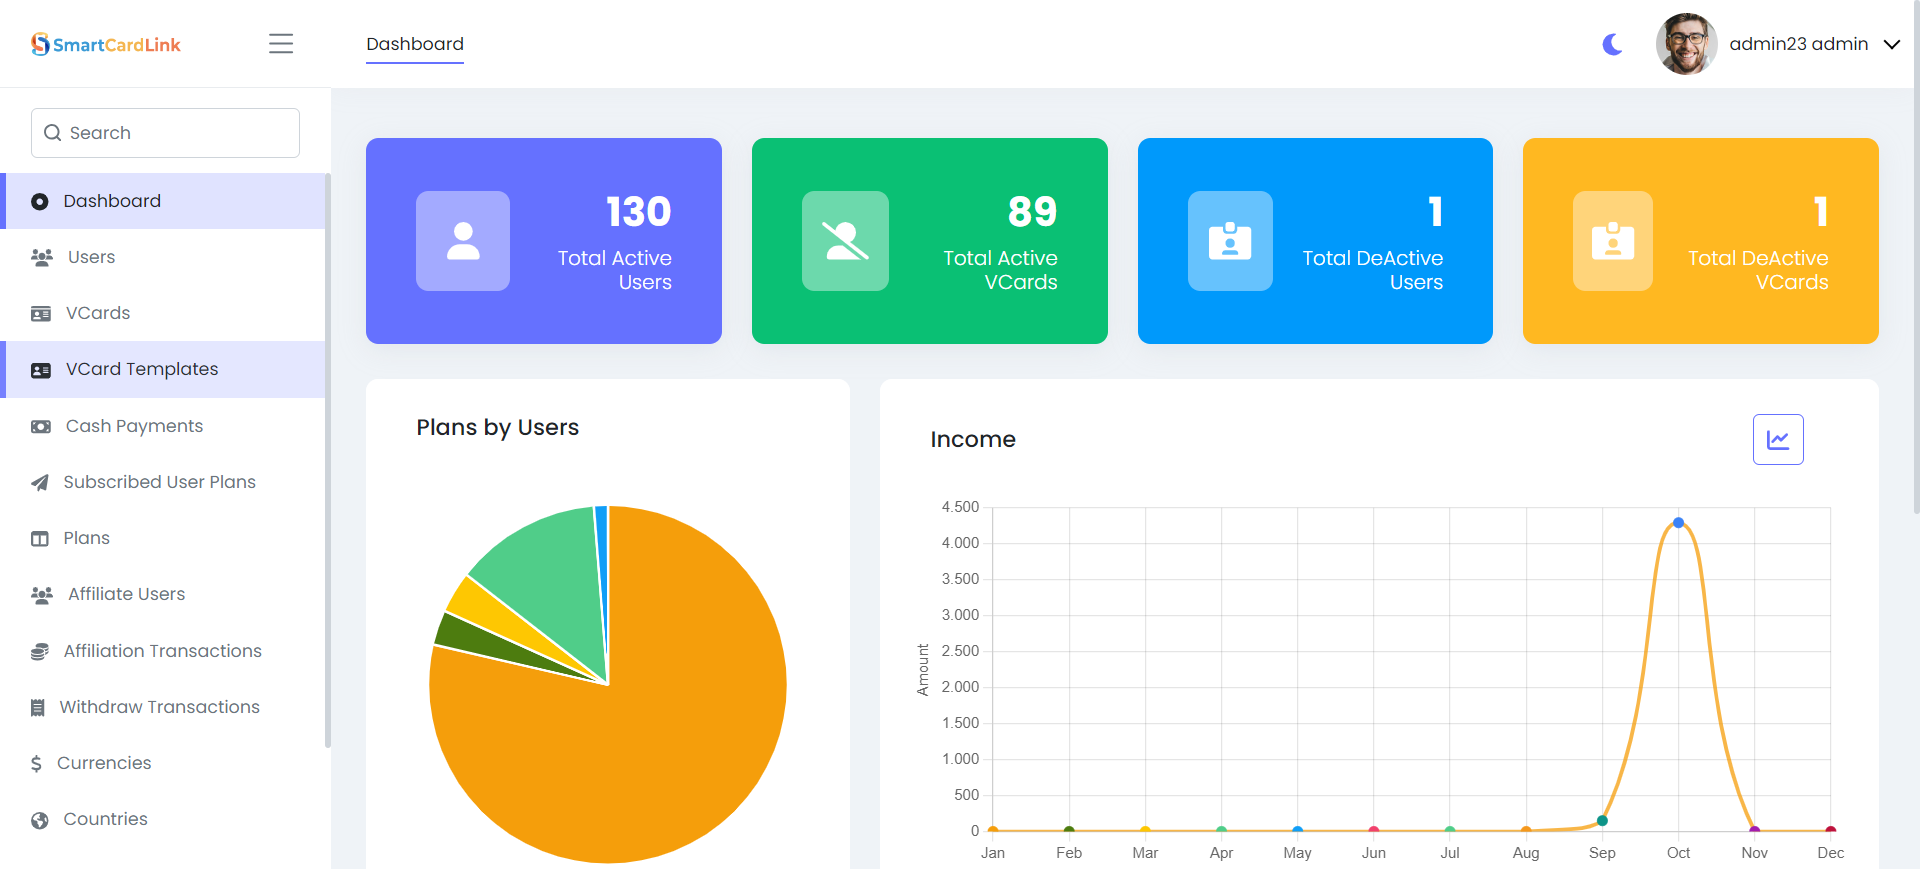 SmartCardLink
Dashboard
admin23 admin
Search
Dashboard
Users
VCards
VCard Templates
Cash Payments
Subscribed User Plans
Plans
Affiliate Users
Affiliation Transactions
Withdraw Transactions
Currencies
Countries
130
Total Active
Users
89
Total Active
VCards
1
Total DeActive
Users
1
Total DeActive
VCards
Plans by Users
Income
Amount
4.500
4.000
3.500
3.000
2.500
2.000
1.500
1.000
500
0
Jan Feb Mar Apr May Jun Jul Aug Sep Oct Nov Dec